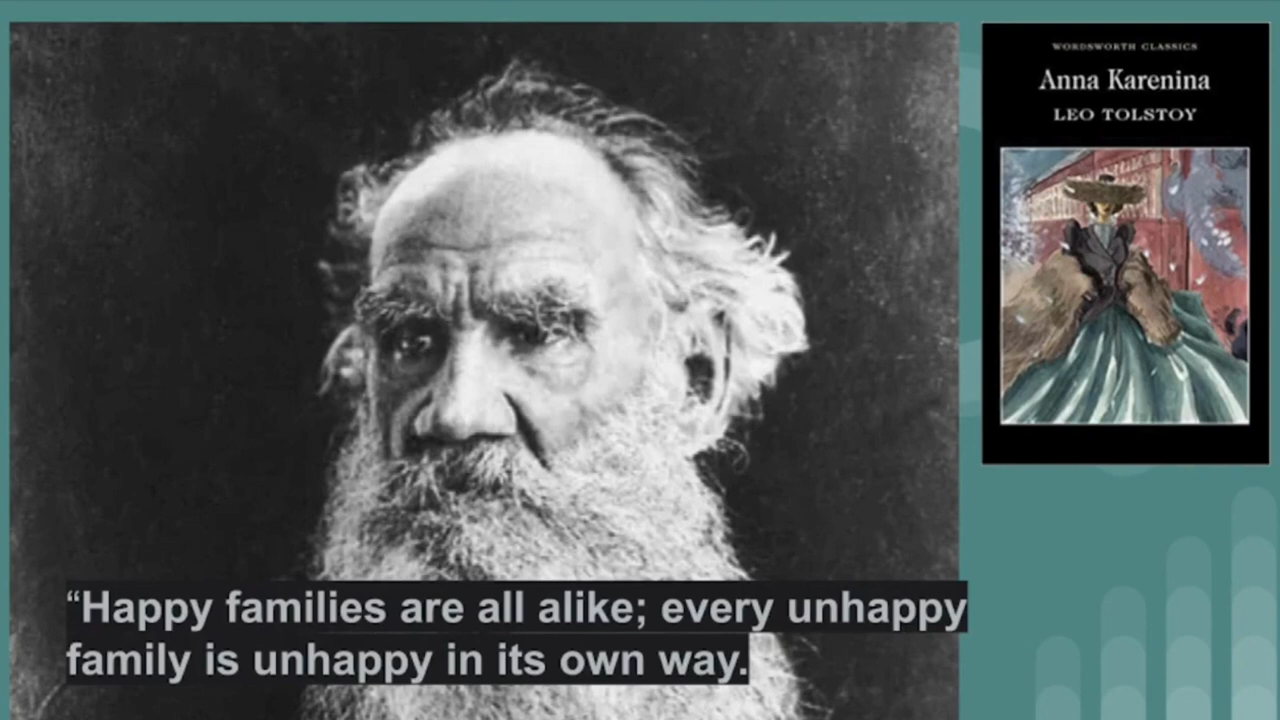 WORDSWORTH CLASSICS
Anna Karenina
LEO TOLSTOY
“Happy families are all alike; every unhappy
family is unhappy in its own way.